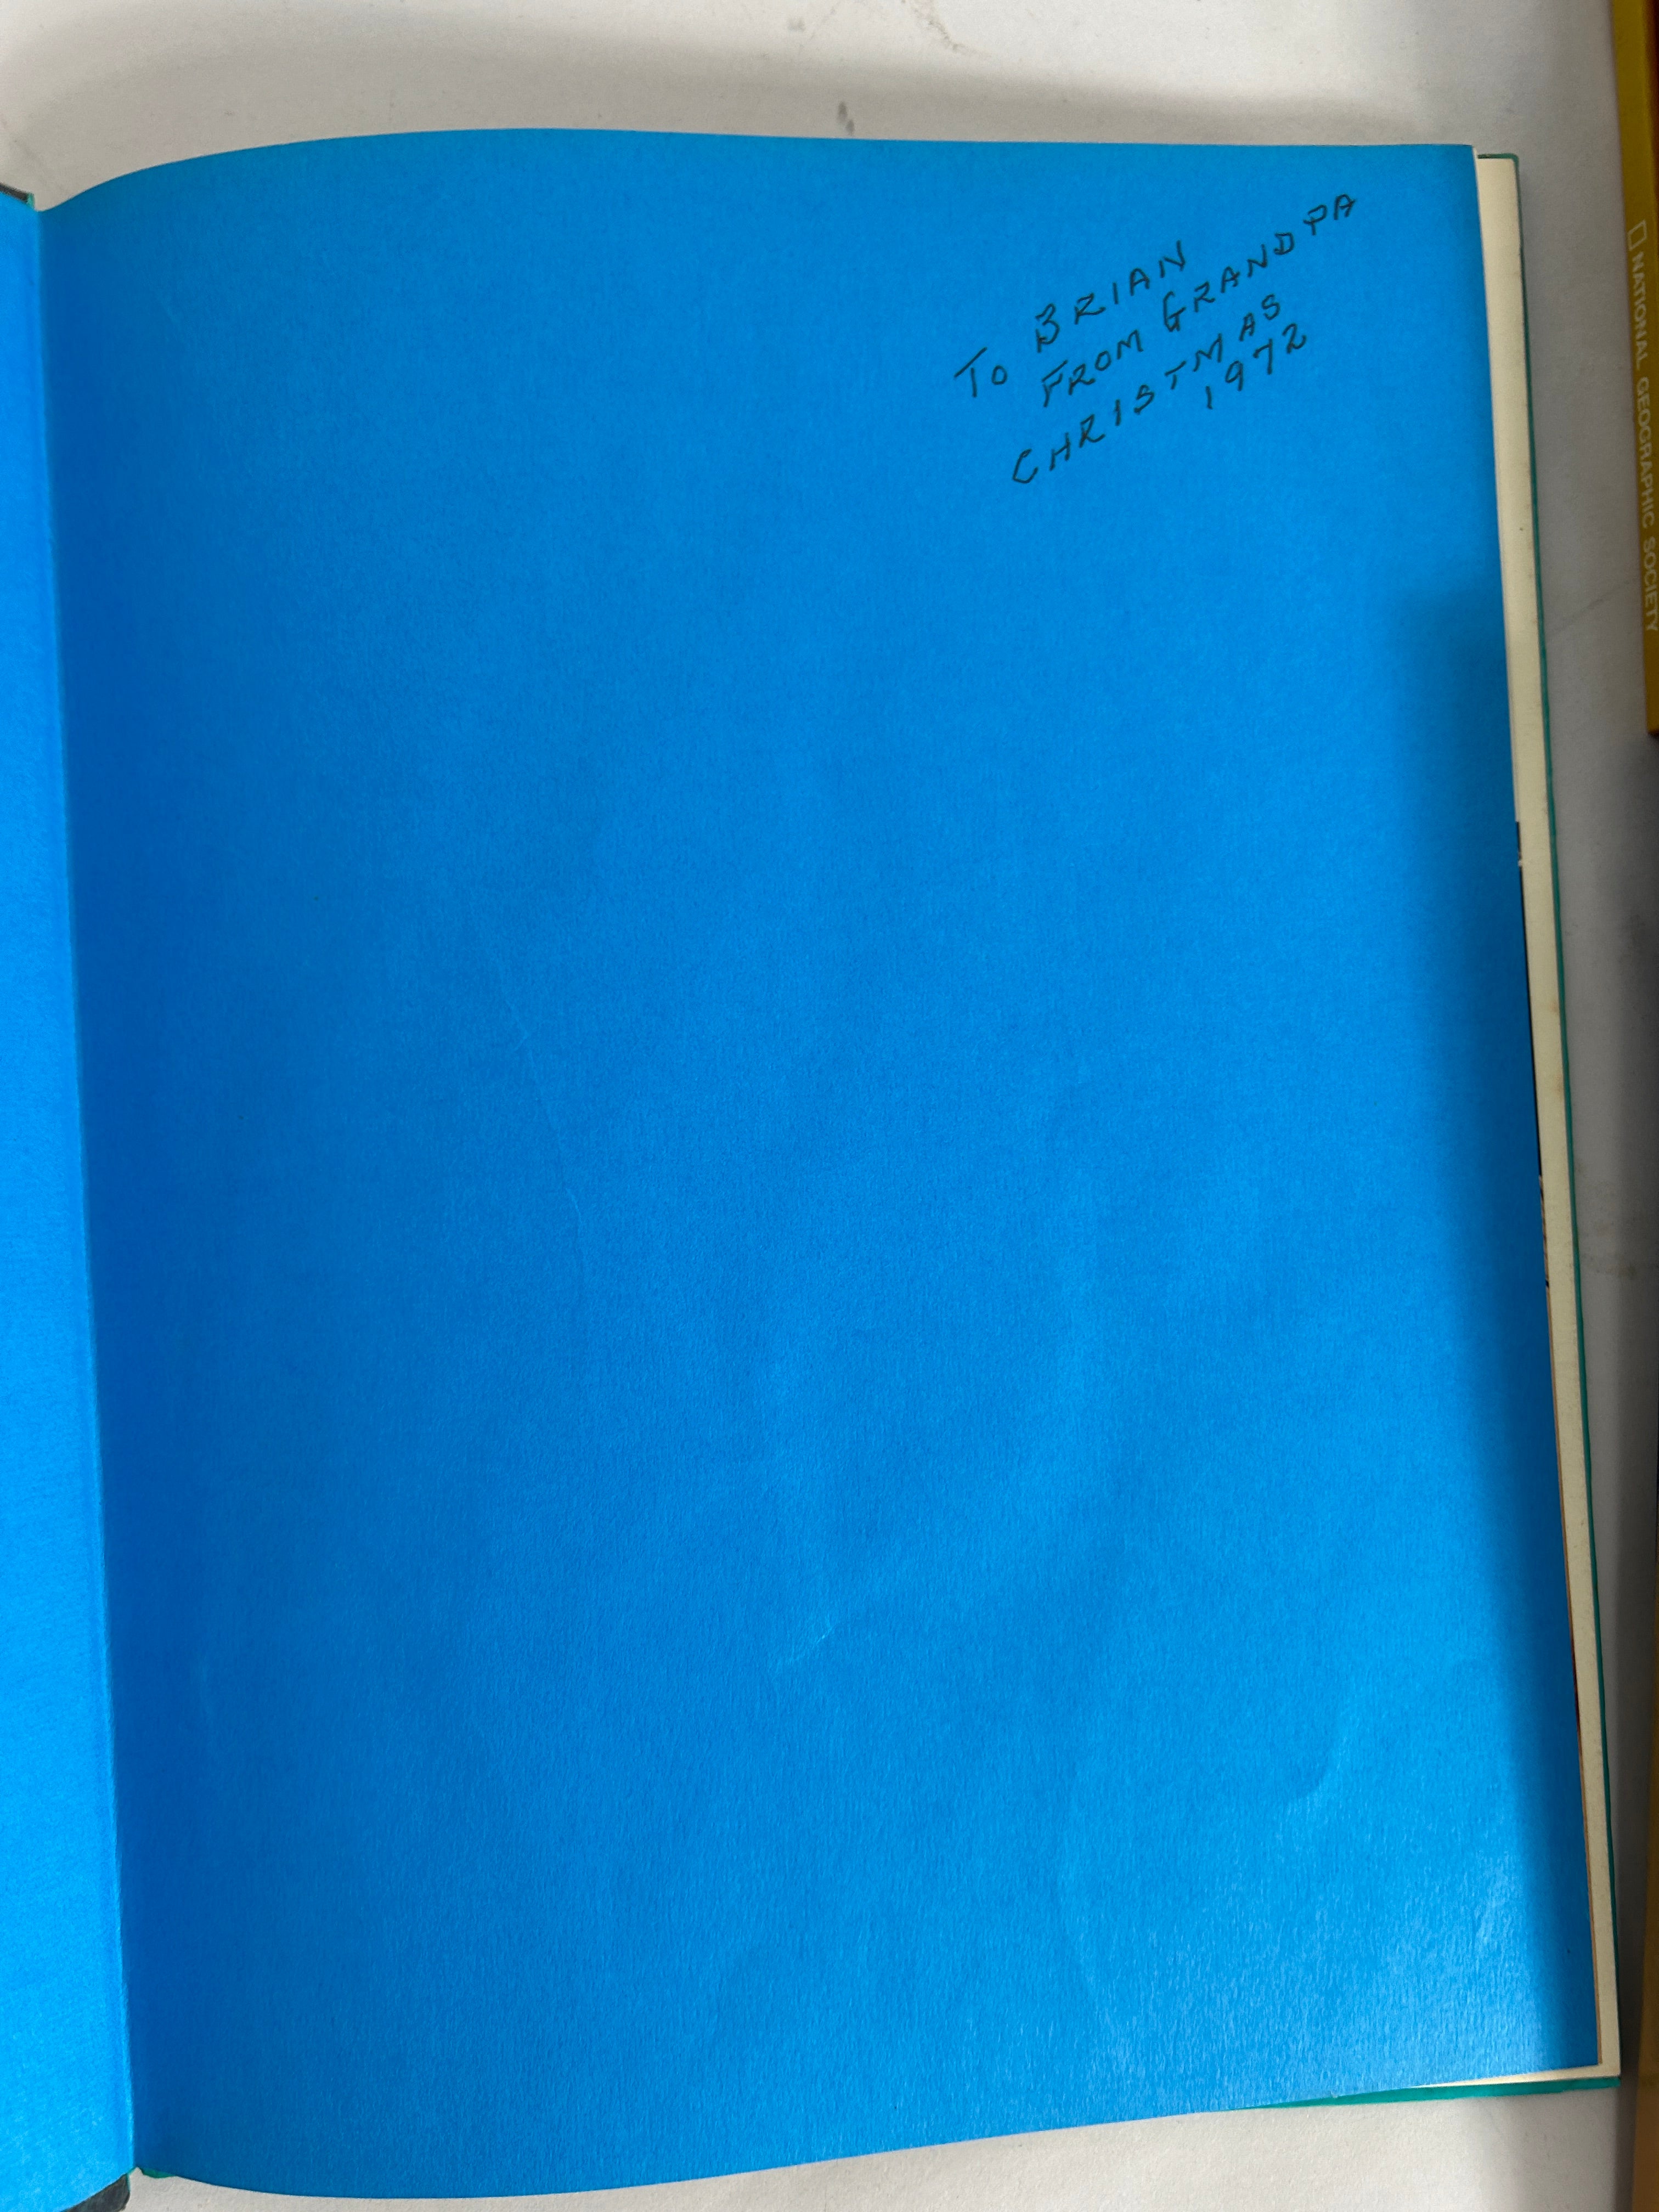 TO BRIAN
FROM GRANDPA
CHRISTMAS
1972
NATIONAL GEOGRAPHIC SOCIETY